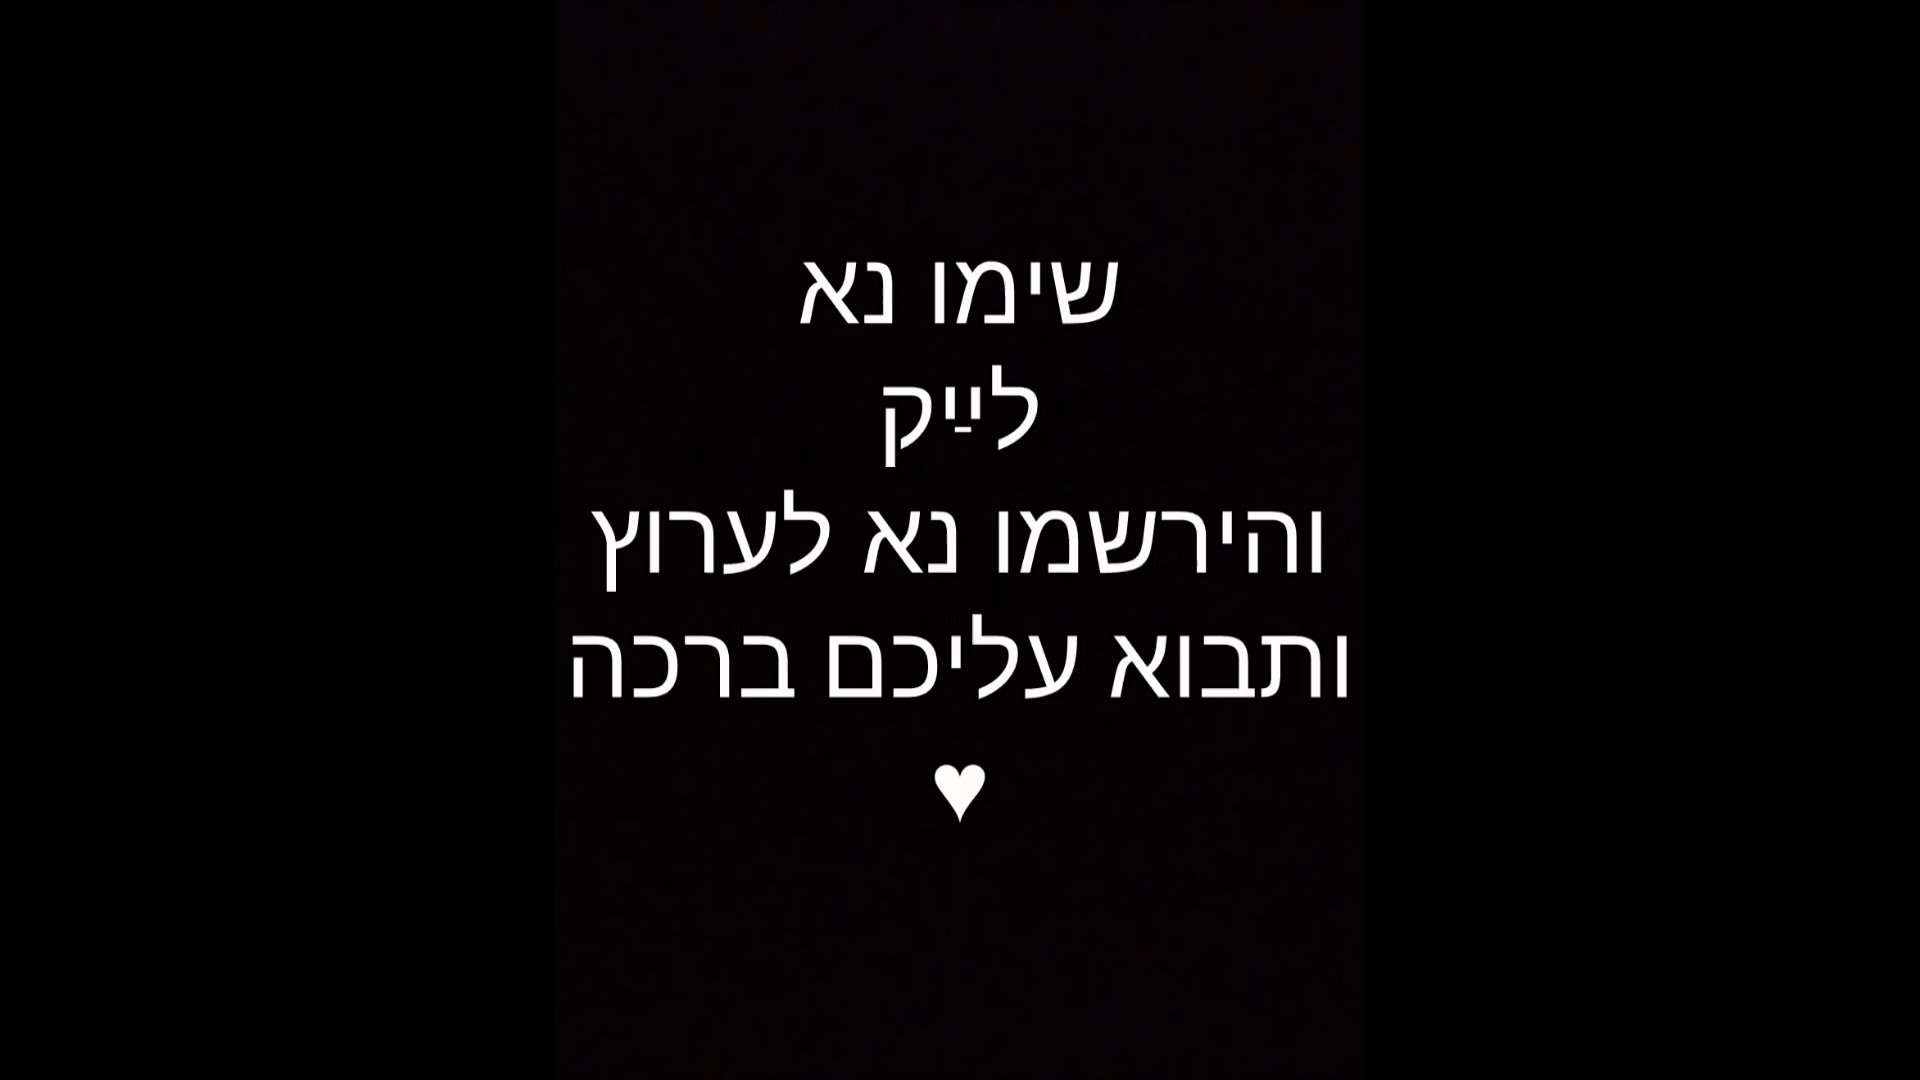 שימו נא
לייַק
והירשמו נא לערוץ
ותבוא עליכם ברכה
♥